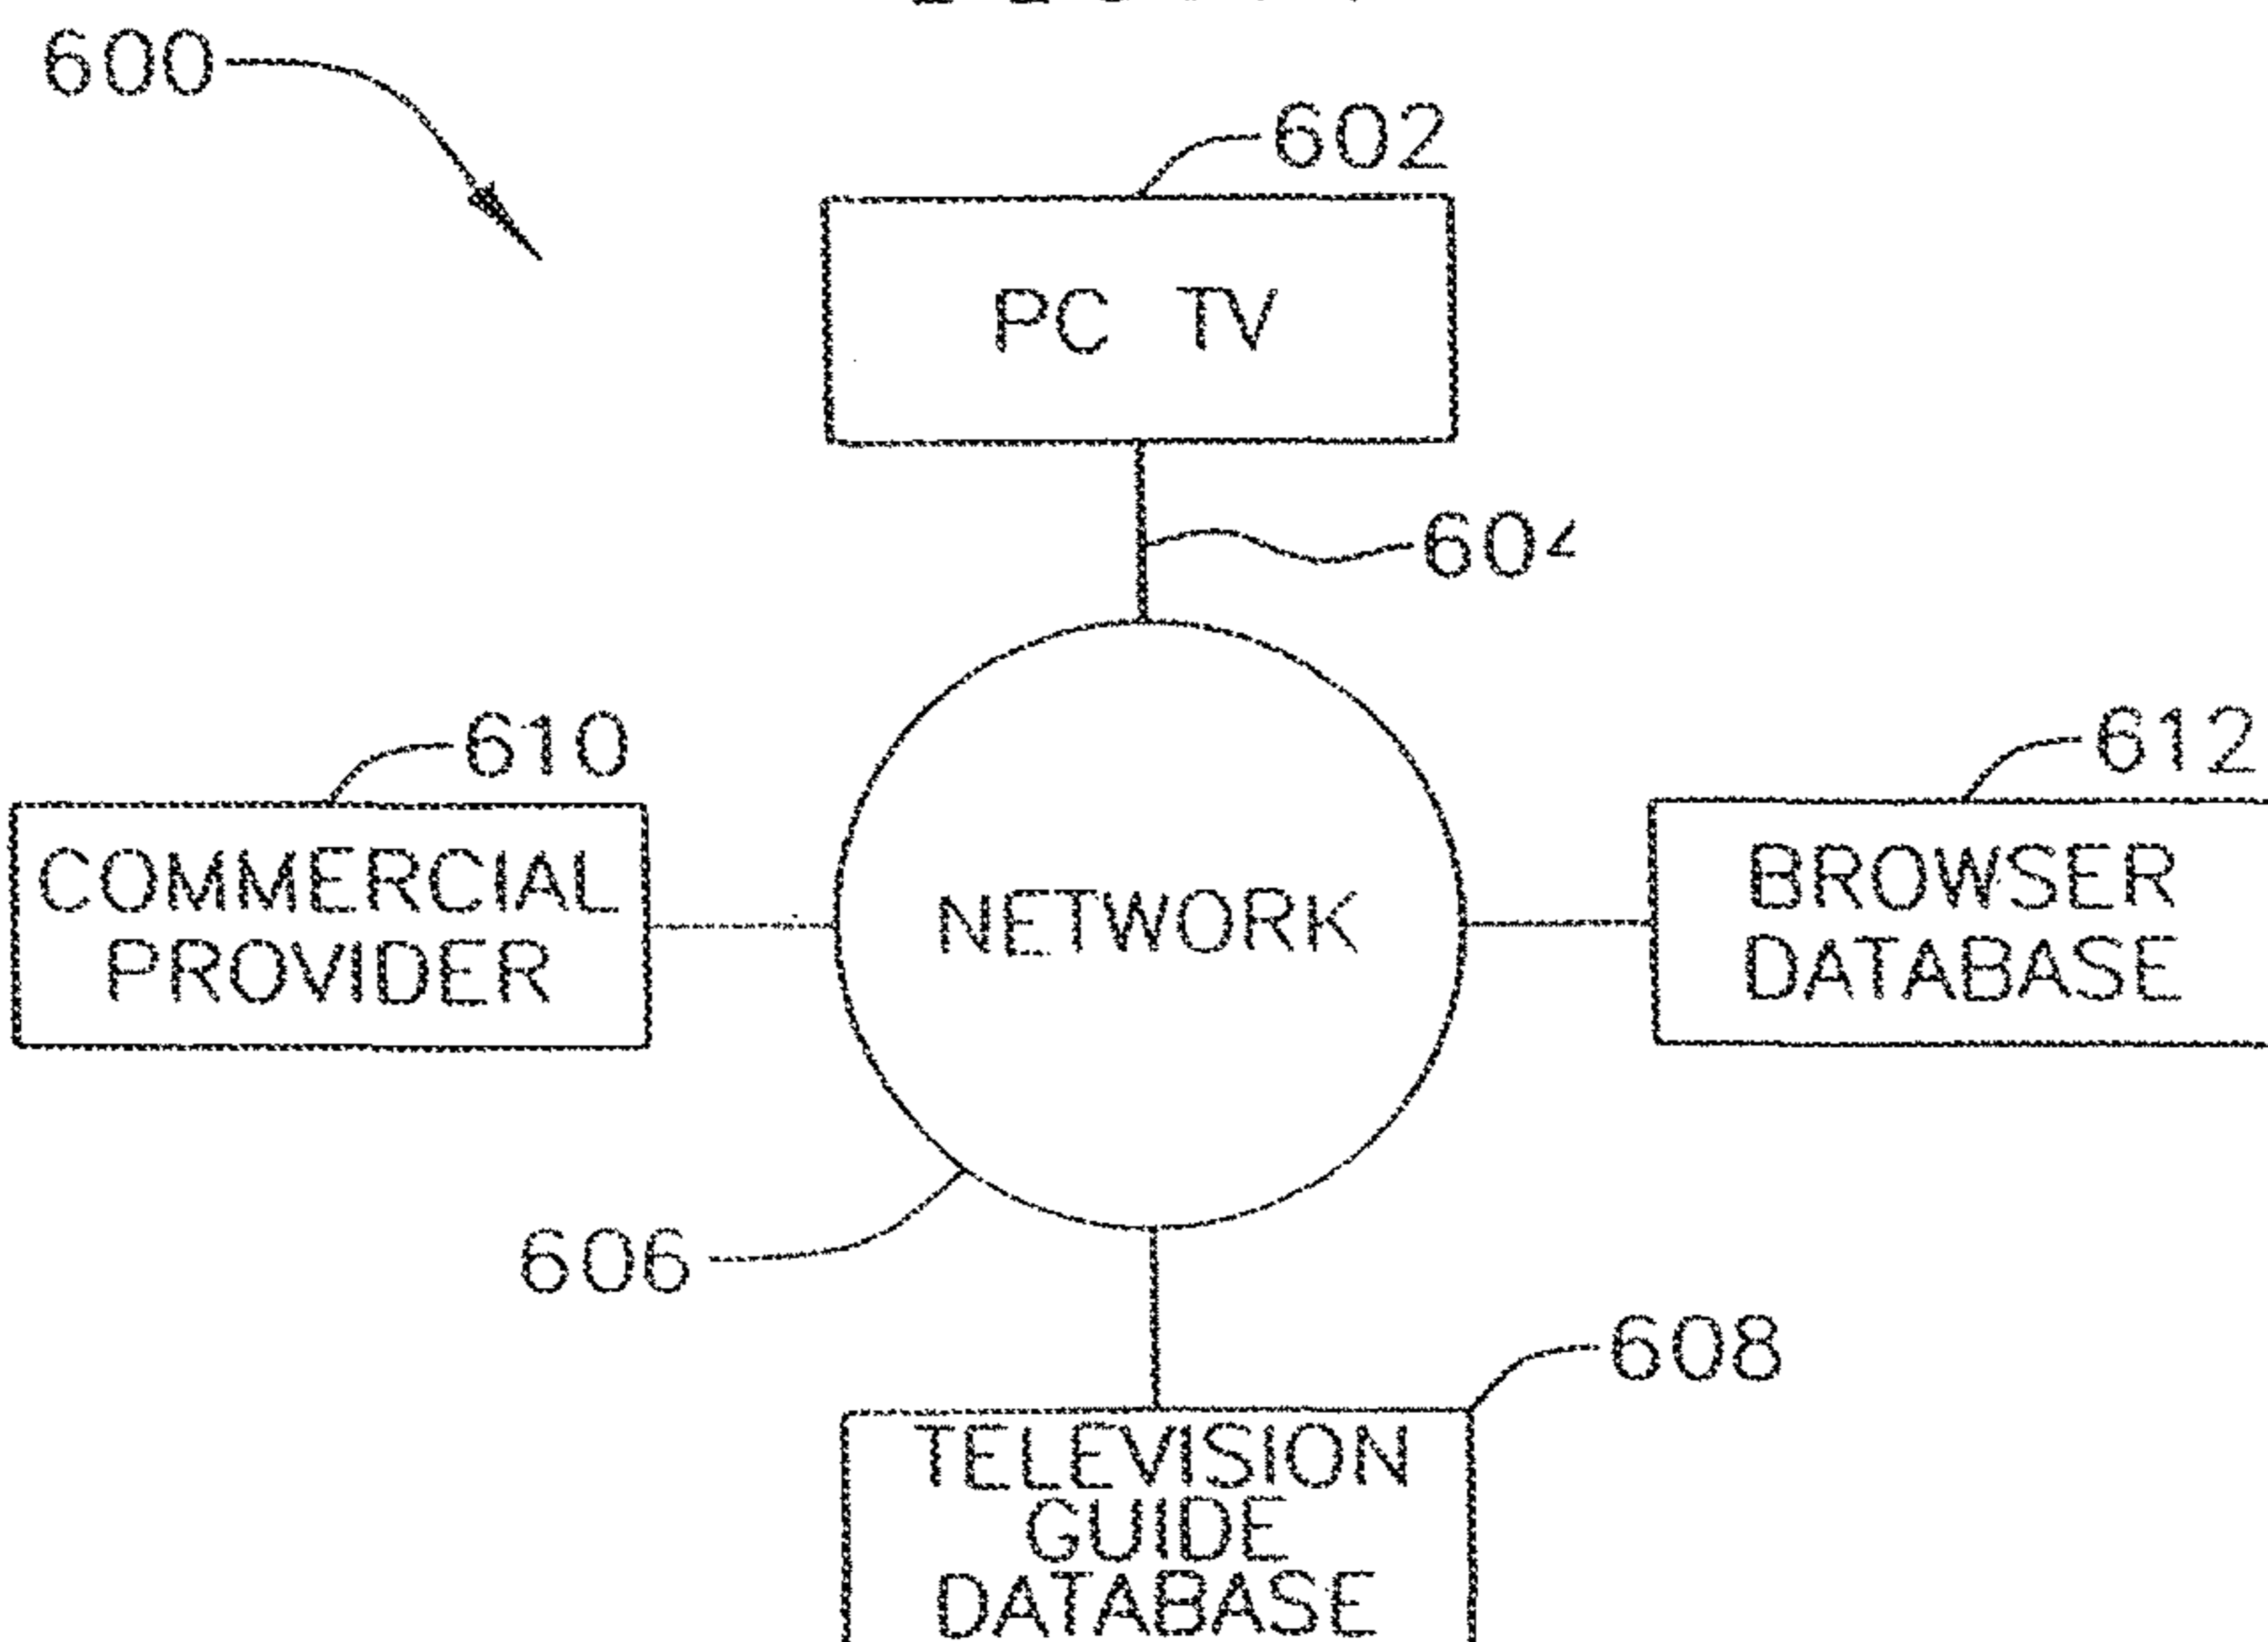 600
602
PC TV
604
610
612
COMMERCIAL
PROVIDER
NETWORK
BROWSER
DATABASE
606
608
TELEVISION
GUIDE
DATABASE